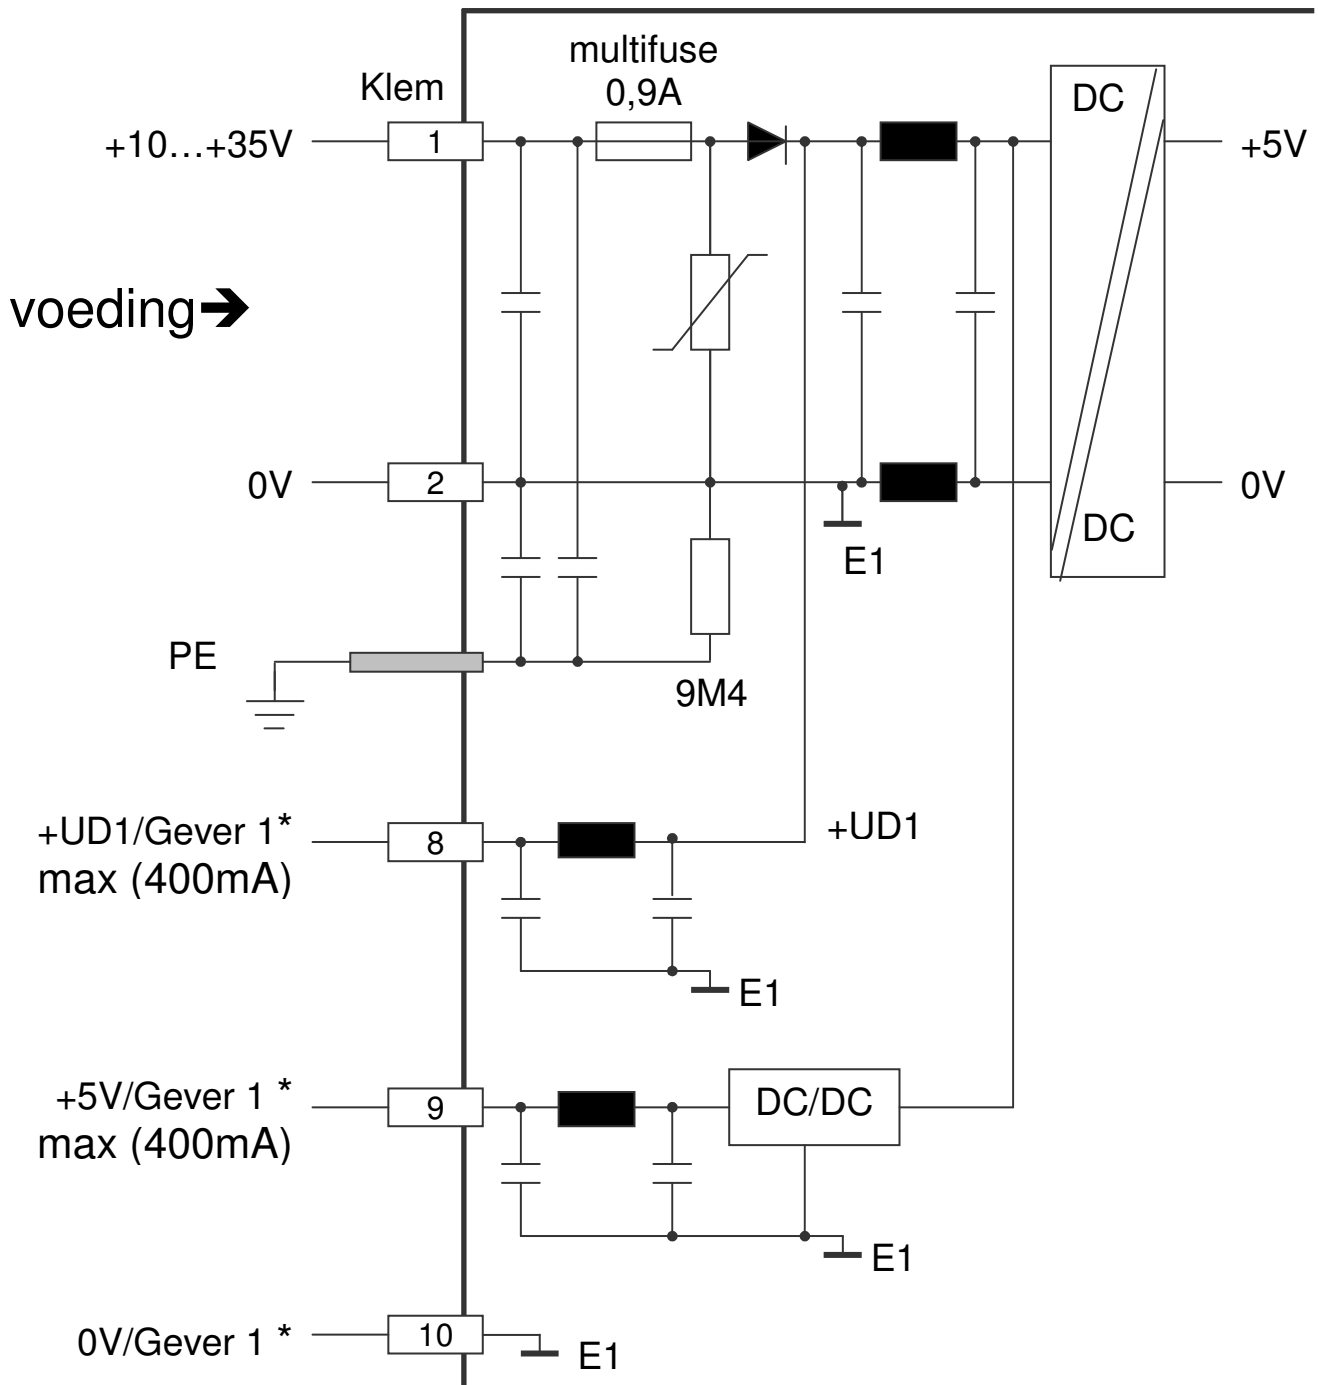 multifuse
0,9A
Klem
DC
+10...+35V
1
+5V
voeding➔
0V
2
0V
DC
E1
PE
9M4
+UD1/Gever 1*
max (400mA)
8
+UD1
E1
+5V/Gever 1 *
max (400mA)
9
DC/DC
E1
0V/Gever 1 *
10
E1